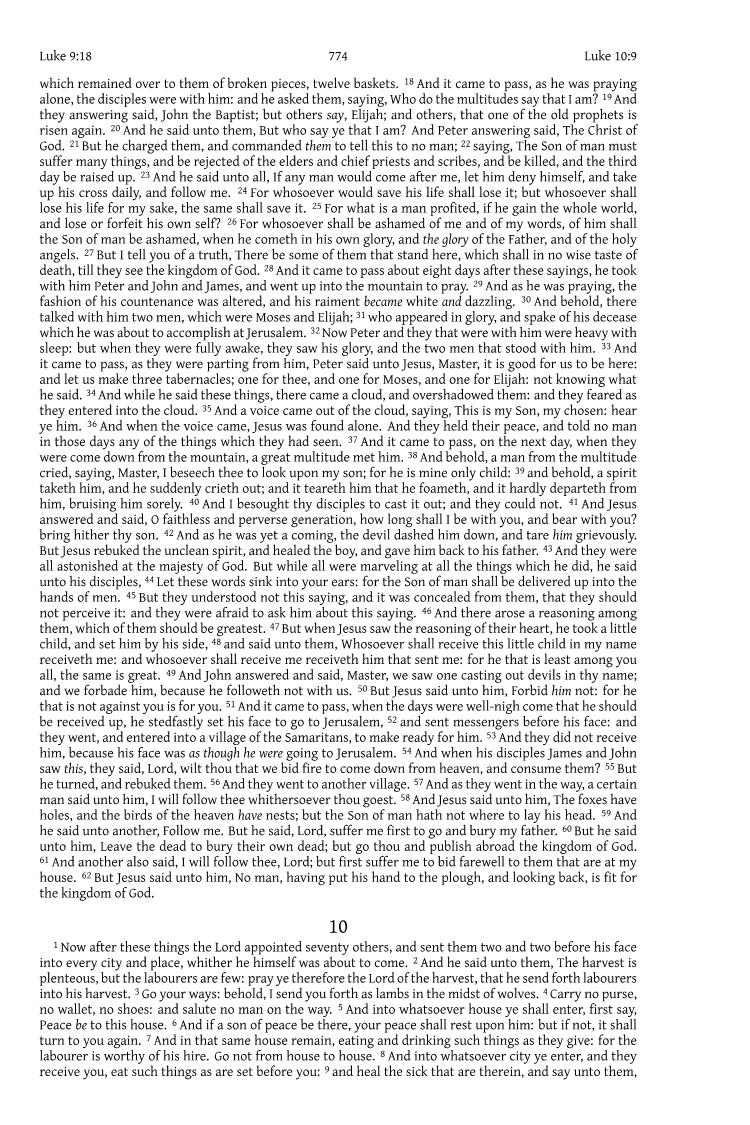 Luke 9:18 774 Luke 10:9
which remained over to them of broken pieces, twelve baskets. 18 And it came to pass, as he was praying
alone, the disciples were with him: and he asked them, saying, Who do the multitudes say that I am? 19 And
they answering said, John the Baptist; but others say, Elijah; and others, that one of the old prophets is
risen again. 20 And he said unto them, But who say ye that I am? And Peter answering said, The Christ of
God. 21 But he charged them, and commanded them to tell this to no man; 22 saying, The Son of man must
suffer many things, and be rejected of the elders and chief priests and scribes, and be killed, and the third
day be raised up. 23 And he said unto all, If any man would come after me, let him deny himself, and take
up his cross daily, and follow me. 24 For whosoever would save his life shall lose it; but whosoever shall
lose his life for my sake, the same shall save it. 25 For what is a man profited, if he gain the whole world,
and lose or forfeit his own self? 26 For whosoever shall be ashamed of me and of my words, of him shall
the Son of man be ashamed, when he cometh in his own glory, and the glory of the Father, and of the holy
angels. 27 But I tell you of a truth, There be some of them that stand here, which shall in no wise taste of
death, till they see the kingdom of God. 28 And it came to pass about eight days after these sayings, he took
with him Peter and John and James, and went up into the mountain to pray. 29 And as he was praying, the
fashion of his countenance was altered, and his raiment became white and dazzling. 30 And behold, there
talked with him two men, which were Moses and Elijah; 31 who appeared in glory, and spake of his decease
which he was about to accomplish at Jerusalem. 32 Now Peter and they that were with him were heavy with
sleep: but when they were fully awake, they saw his glory, and the two men that stood with him. 33 And
it came to pass, as they were parting from him, Peter said unto Jesus, Master, it is good for us to be here:
and let us make three tabernacles; one for thee, and one for Moses, and one for Elijah: not knowing what
he said. 34 And while he said these things, there came a cloud, and overshadowed them: and they feared as
they entered into the cloud. 35 And a voice came out of the cloud, saying, This is my Son, my chosen: hear
ye him. 36 And when the voice came, Jesus was found alone. And they held their peace, and told no man
in those days any of the things which they had seen. 37 And it came to pass, on the next day, when they
were come down from the mountain, a great multitude met him. 38 And behold, a man from the multitude
cried, saying, Master, I beseech thee to look upon my son; for he is mine only child: 39 and behold, a spirit
taketh him, and he suddenly crieth out; and it teareth him that he foameth, and it hardly departeth from
him, bruising him sorely. 40 And I besought thy disciples to cast it out; and they could not. 41 And Jesus
answered and said, O faithless and perverse generation, how long shall I be with you, and bear with you?
bring hither thy son. 42 And as he was yet a coming, the devil dashed him down, and tare him grievously.
But Jesus rebuked the unclean spirit, and healed the boy, and gave him back to his father. 43 And they were
all astonished at the majesty of God. But while all were marveling at all the things which he did, he said
unto his disciples, 44 Let these words sink into your ears: for the Son of man shall be delivered up into the
hands of men. 45 But they understood not this saying, and it was concealed from them, that they should
not perceive it: and they were afraid to ask him about this saying. 46 And there arose a reasoning among
them, which of them should be greatest. 47 But when Jesus saw the reasoning of their heart, he took a little
child, and set him by his side, 48 and said unto them, Whosoever shall receive this little child in my name
receiveth me: and whosoever shall receive me receiveth him that sent me: for he that is least among you
all, the same is great. 49 And John answered and said, Master, we saw one casting out devils in thy name;
and we forbade him, because he followeth not with us. 50 But Jesus said unto him, Forbid him not: for he
that is not against you is for you. 51 And it came to pass, when the days were well-nigh come that he should
be received up, he stedfastly set his face to go to Jerusalem, 52 and sent messengers before his face: and
they went, and entered into a village of the Samaritans, to make ready for him. 53 And they did not receive
him, because his face was as though he were going to Jerusalem. 54 And when his disciples James and John
saw this, they said, Lord, wilt thou that we bid fire to come down from heaven, and consume them? 55 But
he turned, and rebuked them. 56 And they went to another village. 57 And as they went in the way, a certain
man said unto him, I will follow thee whithersoever thou goest. 58 And Jesus said unto him, The foxes have
holes, and the birds of the heaven have nests; but the Son of man hath not where to lay his head. 59 And
he said unto another, Follow me. But he said, Lord, suffer me first to go and bury my father. 60 But he said
unto him, Leave the dead to bury their own dead; but go thou and publish abroad the kingdom of God.
61 And another also said, I will follow thee, Lord; but first suffer me to bid farewell to them that are at my
house. 62 But Jesus said unto him, No man, having put his hand to the plough, and looking back, is fit for
the kingdom of God.
10
1 Now after these things the Lord appointed seventy others, and sent them two and two before his face
into every city and place, whither he himself was about to come. 2 And he said unto them, The harvest is
plenteous, but the labourers are few: pray ye therefore the Lord of the harvest, that he send forth labourers
into his harvest. 3 Go your ways: behold, I send you forth as lambs in the midst of wolves. 4 Carry no purse,
no wallet, no shoes: and salute no man on the way. 5 And into whatsoever house ye shall enter, first say,
Peace be to this house. 6 And if a son of peace be there, your peace shall rest upon him: but if not, it shall
turn to you again. 7 And in that same house remain, eating and drinking such things as they give: for the
labourer is worthy of his hire. Go not from house to house. 8 And into whatsoever city ye enter, and they
receive you, eat such things as are set before you: 9 and heal the sick that are therein, and say unto them,